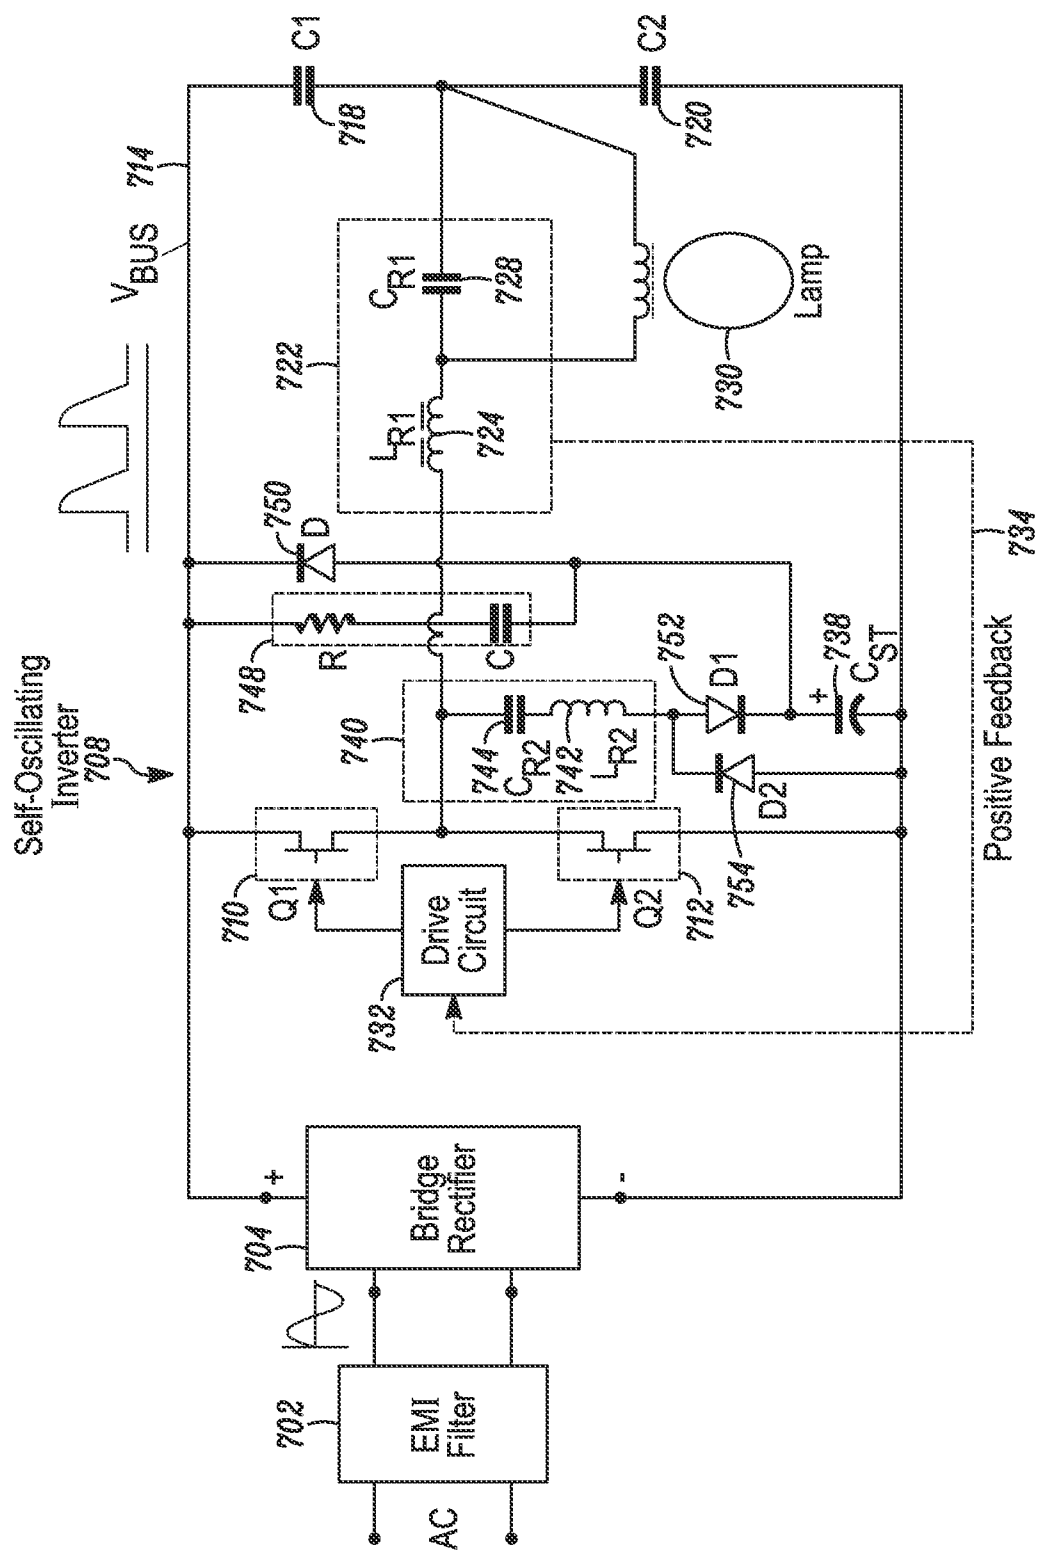 Self-Oscillating
Inverter
708
V_BUS
714
C1
718
C2
720
722
C_R1
728
L_R1
724
730
Lamp
750
D
748
R
C
740
744
C_R2
742
L_R2
752
D1
738
+
C_ST
D2
754
710
Q1
Q2
712
Drive
Circuit
732
734
Positive Feedback
704
+
-
Bridge
Rectifier
702
EMI
Filter
AC